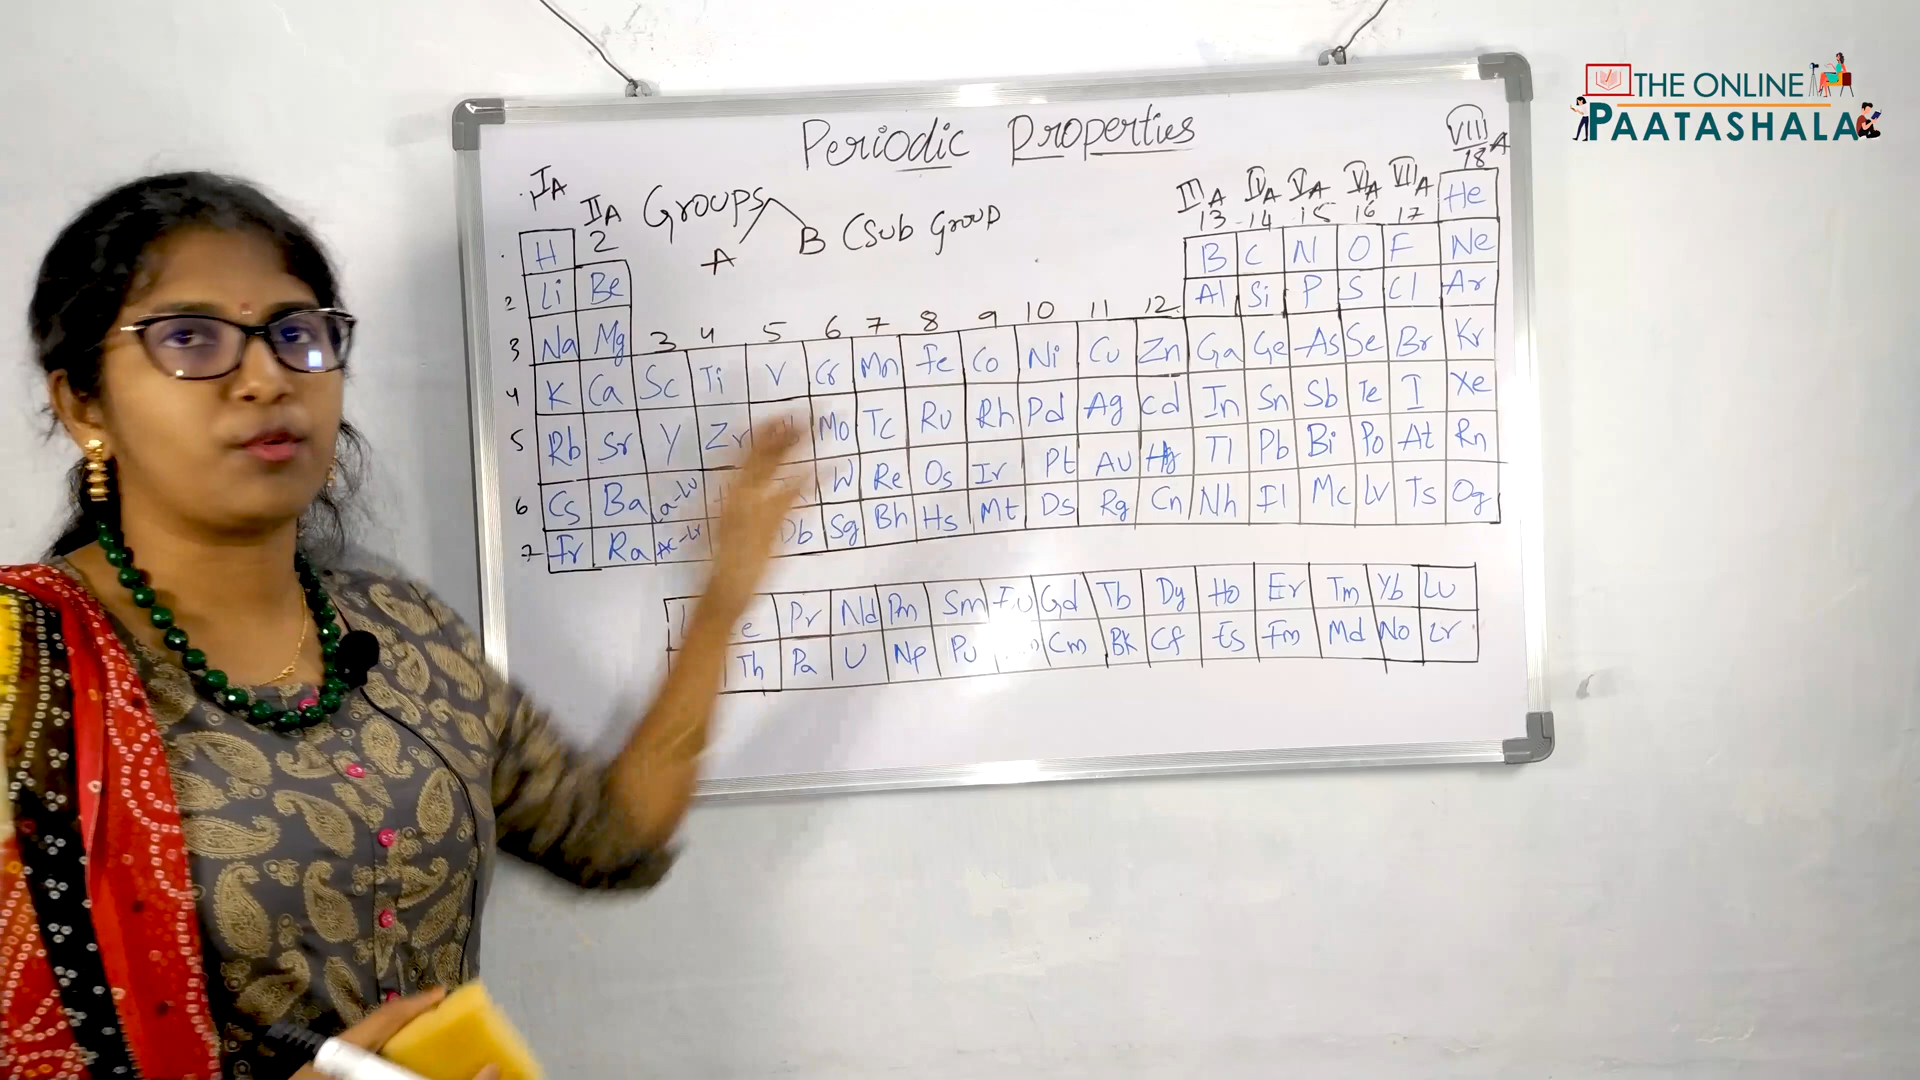 THE ONLINE
PAATASHALA
Periodic Properties
VIII A
18
IA
IIA
2
Groups
A
B (Sub Group
IIIA IVA VA VIA VIIA
13 14 15 16 17
He
H
B C N O F Ne
2 Li Be
Al Si P S Cl Ar
3 Na Mg
3 4 5 6 7 8 9 10 11 12
4 K Ca Sc Ti V Cr Mn Fe Co Ni Cu Zn Ga Ge As Se Br Kr
5 Rb Sr Y Zr Mo Tc Ru Rh Pd Ag Cd In Sn Sb Te I Xe
6 Cs Ba La-Lu W Re Os Ir Pt Au Hg Tl Pb Bi Po At Rn
7 Fr Ra Ac-Lr Db Sg Bh Hs Mt Ds Rg Cn Nh Fl Mc Lv Ts Og
Pr Nd Pm Sm Eu Gd Tb Dy Ho Er Tm Yb Lu
Th Pa U Np Pu Cm Bk Cf Es Fm Md No Lr